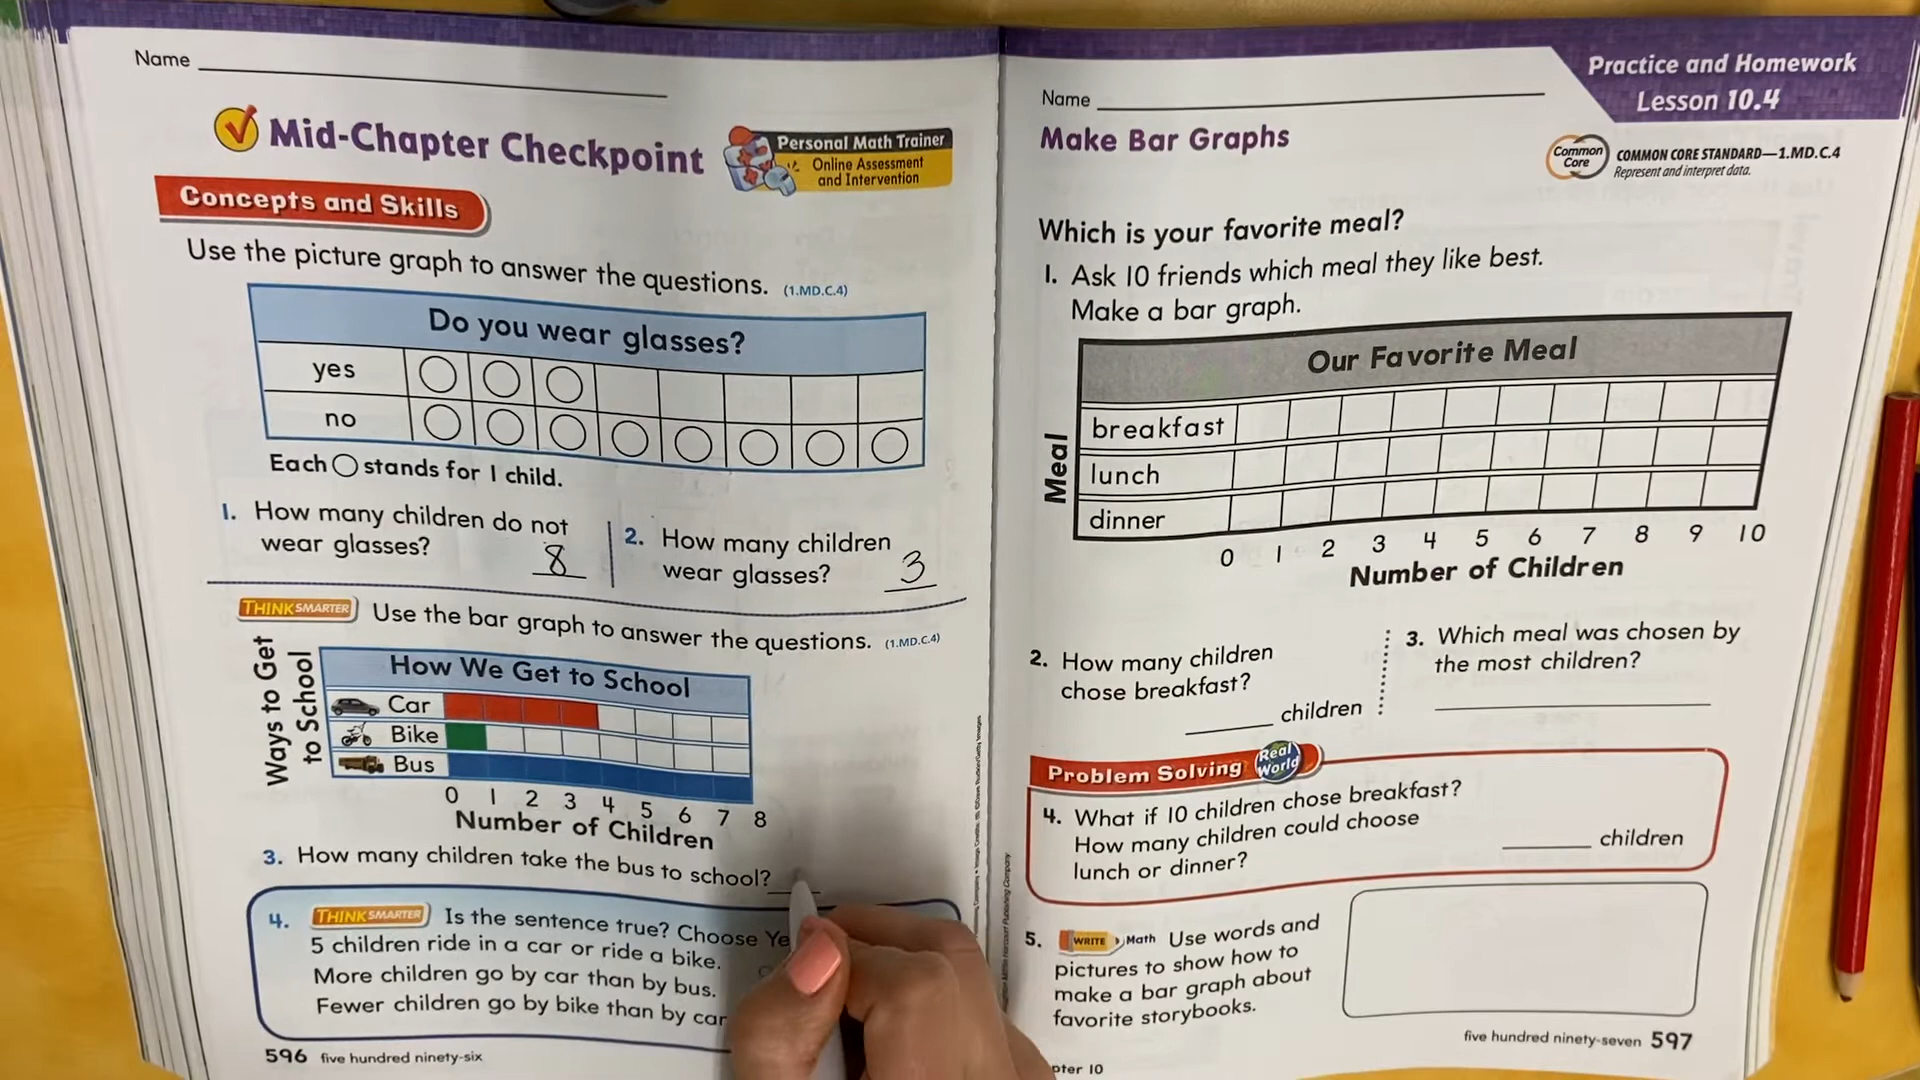 Name
Mid-Chapter Checkpoint
Personal Math Trainer
Online Assessment
and Intervention
Concepts and Skills
Use the picture graph to answer the questions. (1.MD.C.4)
Do you wear glasses?
yes
no
Each ○ stands for 1 child.
1. How many children do not
wear glasses? 8
2. How many children
wear glasses? 3
THINK SMARTER Use the bar graph to answer the questions. (1.MD.C.4)
Ways to Get
to School
How We Get to School
Car
Bike
Bus
0 1 2 3 4 5 6 7 8
Number of Children
3. How many children take the bus to school?
4. THINK SMARTER Is the sentence true? Choose Ye
5 children ride in a car or ride a bike.
More children go by car than by bus.
Fewer children go by bike than by car
596 five hundred ninety-six
Practice and Homework
Lesson 10.4
Name
Make Bar Graphs
Common
Core
COMMON CORE STANDARD—1.MD.C.4
Represent and interpret data.
Which is your favorite meal?
1. Ask 10 friends which meal they like best.
Make a bar graph.
Our Favorite Meal
Meal
breakfast
lunch
dinner
0 1 2 3 4 5 6 7 8 9 10
Number of Children
2. How many children
chose breakfast?
children
3. Which meal was chosen by
the most children?
Problem Solving Real World
4. What if 10 children chose breakfast?
How many children could choose
lunch or dinner?
children
5. WRITE Math Use words and
pictures to show how to
make a bar graph about
favorite storybooks.
pter 10
five hundred ninety-seven 597